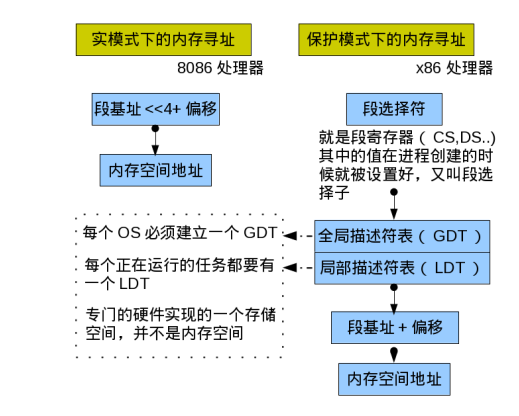 实模式下的内存寻址
8086 处理器
段基址 <<4+ 偏移
内存空间地址
保护模式下的内存寻址
x86 处理器
段选择符
就是段寄存器（ CS,DS..)
其中的值在进程创建的时
候就被设置好，又叫段选
择子
每个 OS 必须建立一个 GDT
每个正在运行的任务都要有
一个 LDT
专门的硬件实现的一个存储
空间，并不是内存空间
全局描述符表（ GDT ）
局部描述符表（ LDT ）
段基址 + 偏移
内存空间地址